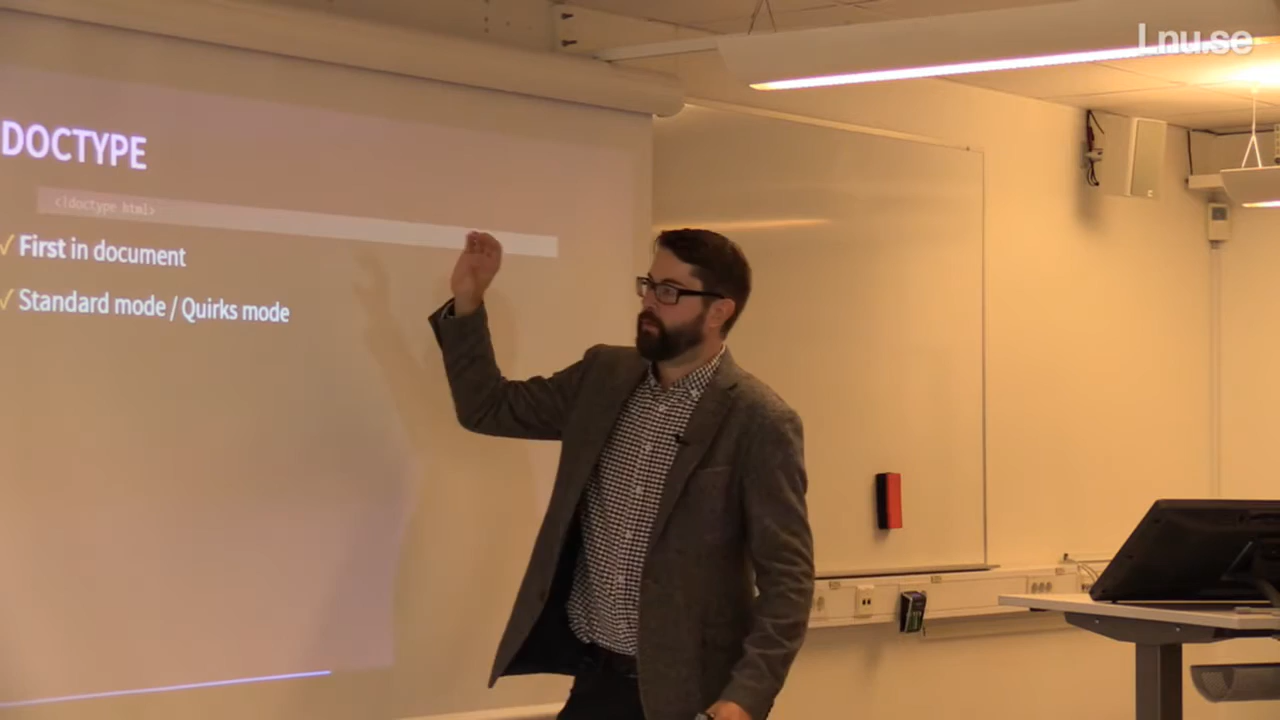 Lnu.se
DOCTYPE
<!doctype html>
✓ First in document
✓ Standard mode / Quirks mode